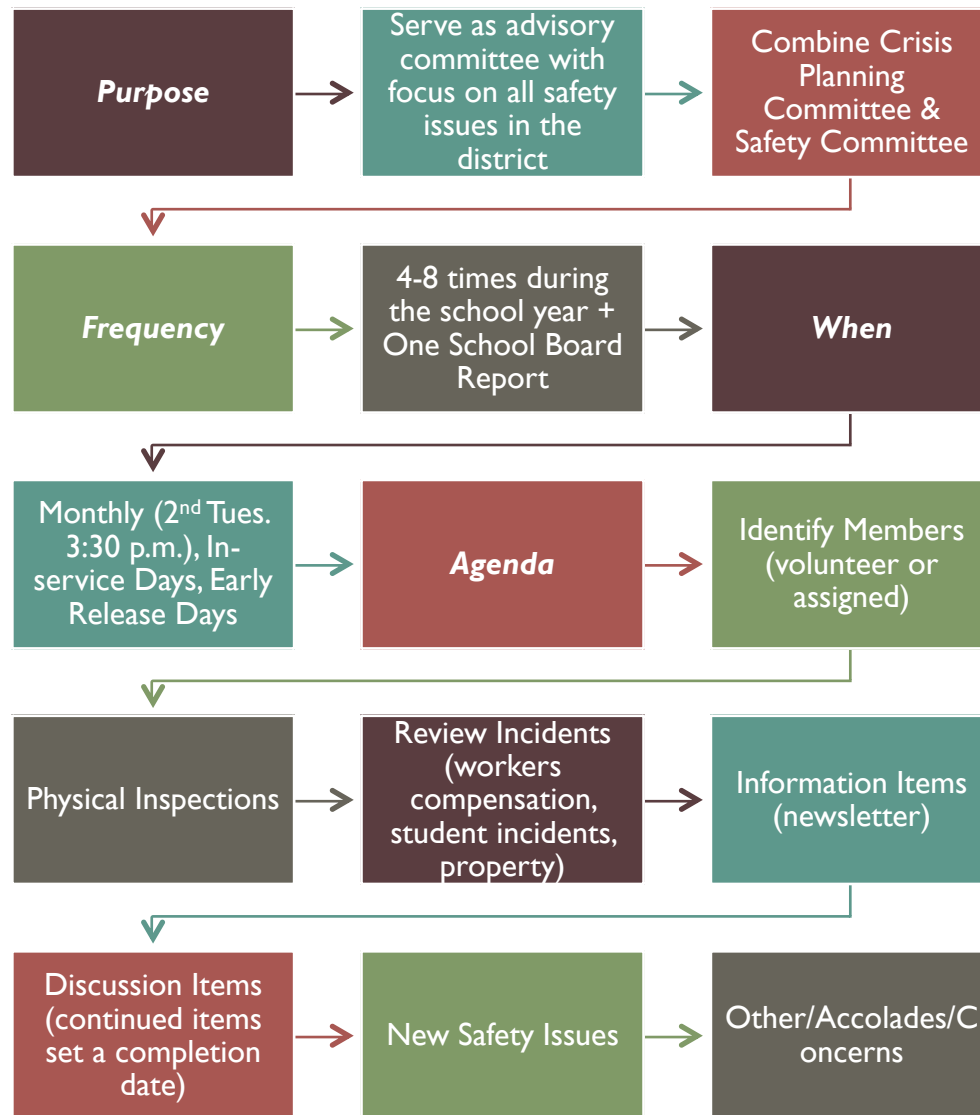 Purpose
Serve as advisory
committee with
focus on all safety
issues in the
district
Combine Crisis
Planning
Committee &
Safety Committee
Frequency
4-8 times during
the school year +
One School Board
Report
When
Monthly (2nd Tues.
3:30 p.m.), In-
service Days, Early
Release Days
Agenda
Identify Members
(volunteer or
assigned)
Physical Inspections
Review Incidents
(workers
compensation,
student incidents,
property)
Information Items
(newsletter)
Discussion Items
(continued items
set a completion
date)
New Safety Issues
Other/Accolades/C
oncerns